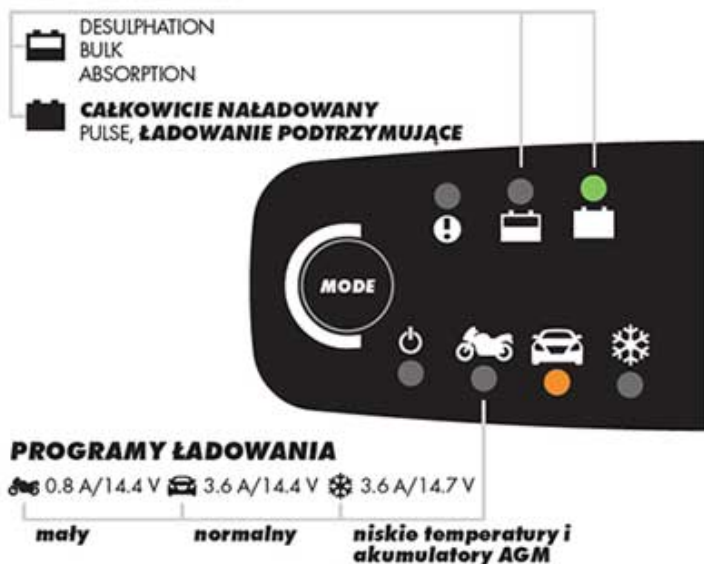 DESULPHATION
BULK
ABSORPTION
CAŁKOWICIE NAŁADOWANY
PULSE, ŁADOWANIE PODTRZYMUJĄCE
MODE
PROGRAMY ŁADOWANIA
0.8 A/14.4 V 3.6 A/14.4 V 3.6 A/14.7 V
mały normalny niskie temperatury i
akumulatory AGM